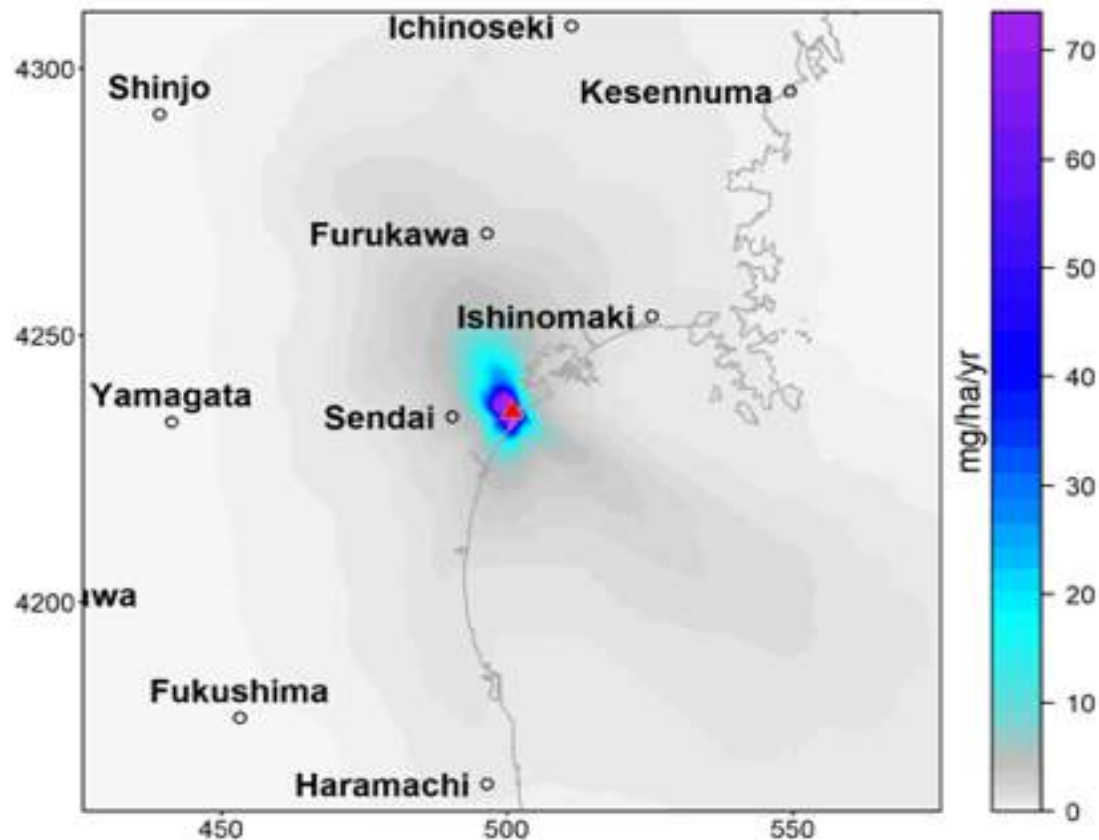 Ichinoseki
70
4300
Shinjo
Kesennuma
60
Furukawa
50
Ishinomaki
4250
40
Yamagata
Sendai
mg/ha/yr
30
4200
wa
20
Fukushima
10
Haramachi
0
450
500
550